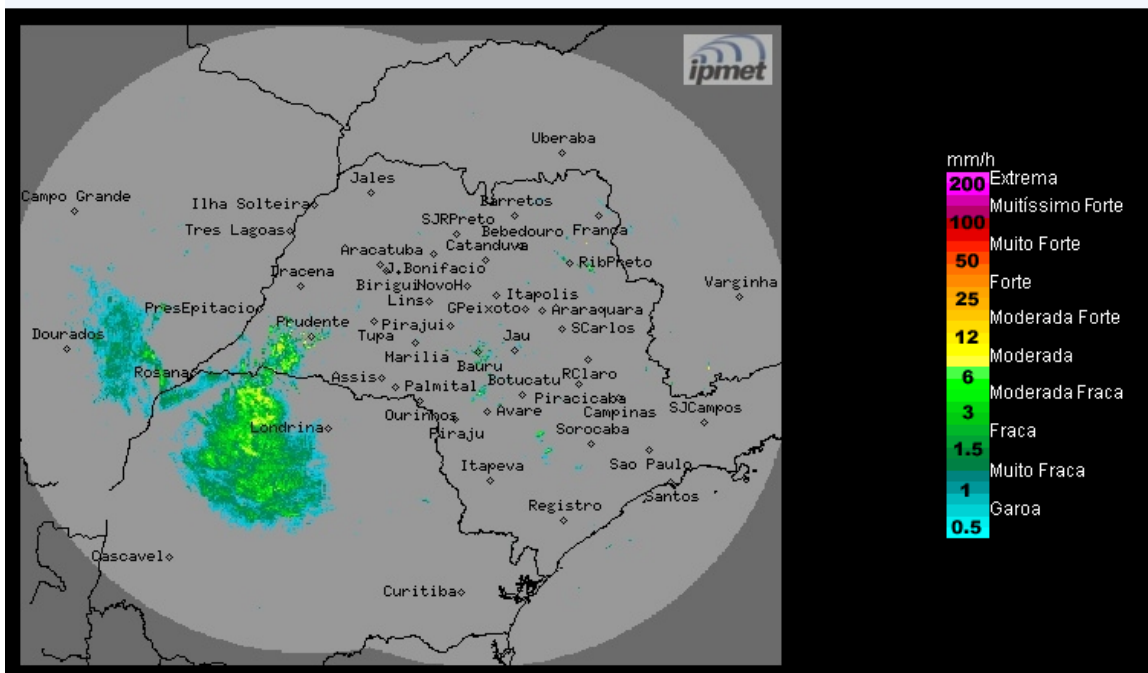 ipmet
Uberaba
Jales
Campo Grande
Ilha Solteira
Barretos
SJRPreto
Bebedouro
Franca
Tres Lagoas
Aracatuba
Catanduva
J.Bonifacio
RibPreto
Dracena
Birigui
NovoH
Itapolis
Varginha
PresEpitacio
Lins
GPeixoto
Araraquara
Prudente
Pirajui
SCarlos
Dourados
Tupa
Jau
Marilia
Bauru
Rosana
Assis
Palmital
Botucatu
RClaro
Piracicaba
Ourinhos
Avare
Campinas
SJCampos
Londrina
Piraju
Sorocaba
Itapeva
Sao Paulo
Santos
Registro
Cascavel
Curitiba
mm/h
200 Extrema
Muitíssimo Forte
100
Muito Forte
50
Forte
25
Moderada Forte
12
Moderada
6
Moderada Fraca
3
Fraca
1.5
Muito Fraca
1
Garoa
0.5